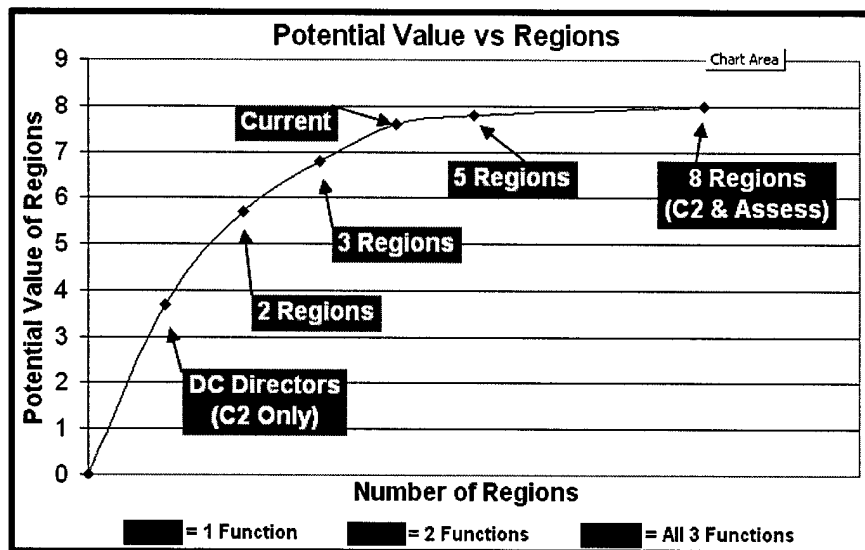 Potential Value vs Regions
Chart Area
9
8
7
6
5
4
3
2
1
0
Potential Value of Regions
Current
5 Regions
8 Regions
(C2 & Assess)
3 Regions
2 Regions
DC Directors
(C2 Only)
Number of Regions
= 1 Function
= 2 Functions
= All 3 Functions